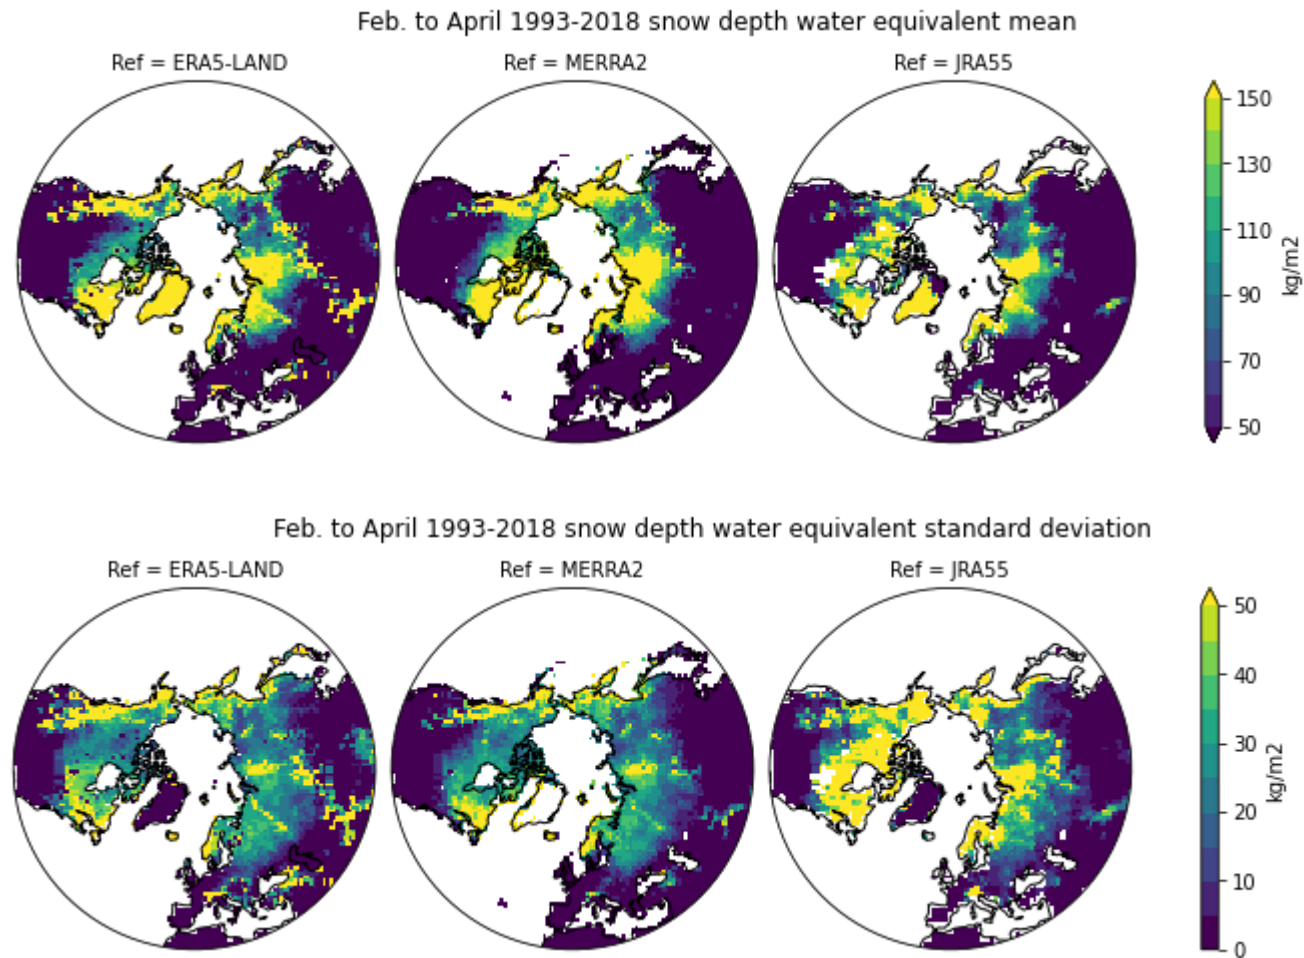 Feb. to April 1993-2018 snow depth water equivalent mean
Ref = ERA5-LAND
Ref = MERRA2
Ref = JRA55
150
130
110
90
70
50
kg/m2
Feb. to April 1993-2018 snow depth water equivalent standard deviation
Ref = ERA5-LAND
Ref = MERRA2
Ref = JRA55
50
40
30
20
10
0
kg/m2